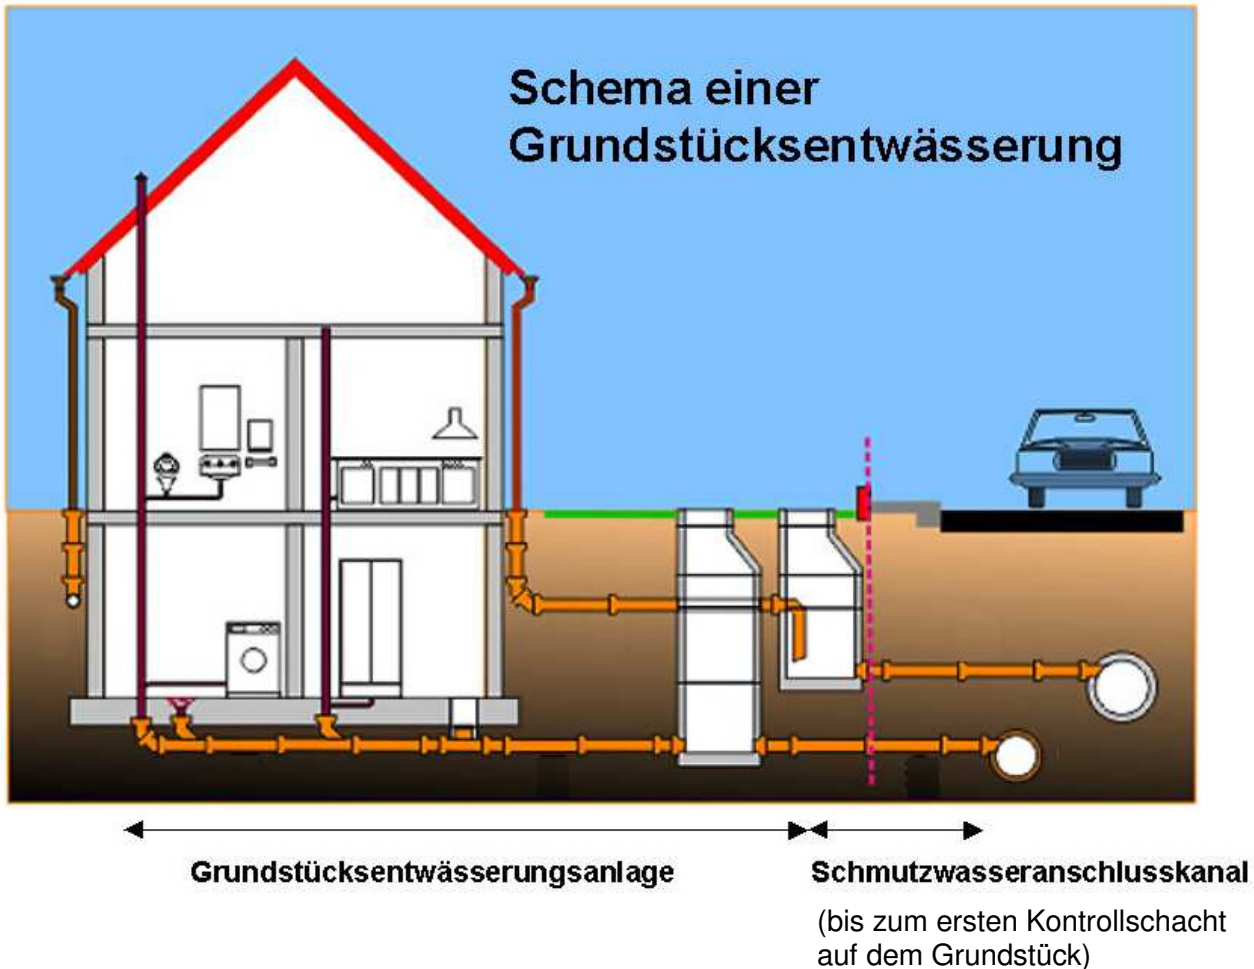 Schema einer
Grundstücksentwässerung
Grundstücksentwässerungsanlage
Schmutzwasseranschlusskanal
(bis zum ersten Kontrollschacht
auf dem Grundstück)